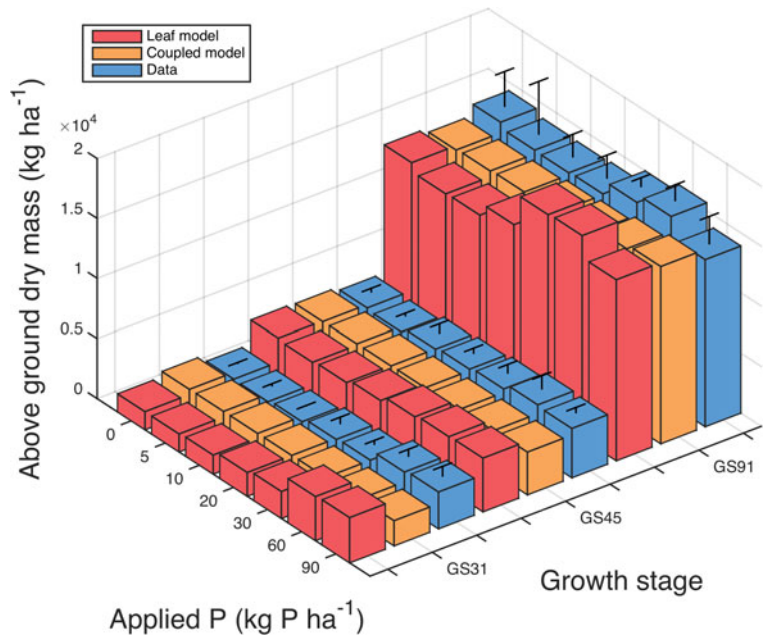 Leaf model
Coupled model
Data
Above ground dry mass (kg ha⁻¹)
×10⁴
2
1.5
1
0.5
0
0
5
10
20
30
60
90
Applied P (kg P ha⁻¹)
GS31
GS45
GS91
Growth stage